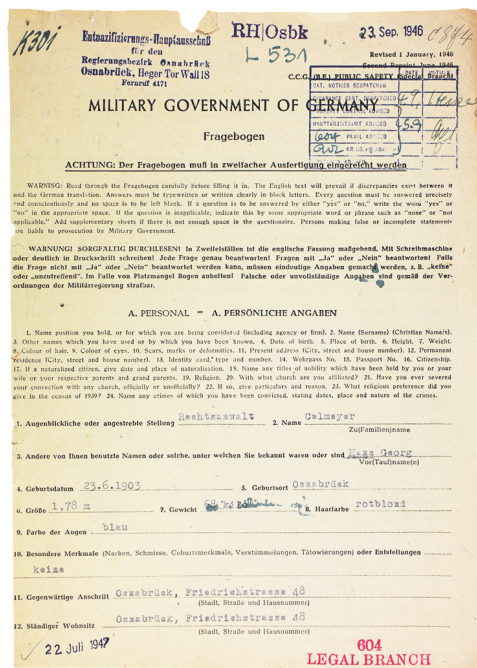 K301
Entnazifizierungs-Hauptausschuß
für den
Regierungsbezirk Osnabrück
Osnabrück, Heger Tor Wall 18
Fernruf 4171
RH/Osbk
L 531
23. Sep. 1946
Revised 1 January, 1946
Second Reprint June 1946
C.C.G. (B.E.) PUBLIC SAFETY (Special Branch)
DATE
INITIALS
MILITARY GOVERNMENT OF GERMANY
Fragebogen
ACHTUNG: Der Fragebogen muß in zweifacher Ausfertigung eingereicht werden
WARNING: Read through the Fragebogen carefully before filling it in. The English text will prevail if discrepancies exist between it
and the German translation. Answers must be typewritten or written clearly in block letters. Every question must be answered precisely
and conscientiously and no space is to be left blank. If a question is to be answered by either "yes" or "no," write the word "yes" or
"no" in the appropriate space. If the question is inapplicable, indicate this by some appropriate word or phrase such as "none" or "not
applicable." Add supplementary sheets if there is not enough space in the questionaire. Persons making false or incomplete statements
are liable to prosecution by Military Government.
WARNUNG! SORGFÄLTIG DURCHLESEN! In Zweifelsfällen ist die englische Fassung maßgebend. Mit Schreibmaschine
oder deutlich in Druckschrift schreiben! Jede Frage genau beantworten! Fragen mit „Ja" oder „Nein" beantworten! Falls
die Frage nicht mit „Ja" oder „Nein" beantwortet werden kann, müssen eindeutige Angaben gemacht werden, z. B. „keine"
oder „unzutreffend". Im Falle von Platzmangel Bogen anheften! Falsche oder unvollständige Angaben sind gemäß der Ver-
ordnungen der Militärregierung strafbar.
A. PERSONAL — A. PERSÖNLICHE ANGABEN
1. Name position you hold, or for which you are being considered (including agency or firm). 2. Name (Surname) (Christian Name/s).
3. Other names which you have used or by which you have been known. 4. Date of birth. 5. Place of birth. 6. Height. 7. Weight.
8. Colour of hair. 9. Colour of eyes. 10. Scars, marks or deformities. 11. Present address (City, street and house number). 12. Permanent
residence (City, street and house number). 13. Identity card, type and number. 14. Wehrpass No. 15. Passport No. 16. Citizenship.
17. If a naturalized citizen, give date and place of naturalization. 18. Name any titles of nobility which have been held by you or your
wife or your respective parents and grand parents. 19. Religion. 20. With what church are you affiliated? 21. Have you ever severed
your connection with any church, officially or unofficially? 22. If so, give particulars and reason. 23. What religious preference did you
give in the census of 1939? 24. Name any crimes of which you have been convicted, stating dates, place and nature of the crimes.
1. Augenblickliche oder angestrebte Stellung Rechtsanwalt 2. Name Calmeyer
Zu(Familien)name
3. Andere von Ihnen benutzte Namen oder solche, unter welchen Sie bekannt waren oder sind Hans Georg
Vor(Tauf)name(n)
4. Geburtsdatum 23.6.1903 5. Geburtsort Osnabrück
6. Größe 1,78 m 7. Gewicht 68 8. Haarfarbe rotblond
9. Farbe der Augen blau
10. Besondere Merkmale (Narben, Schmisse, Geburtsmerkmale, Verstümmelungen, Tätowierungen) oder Entstellungen
keine
11. Gegenwärtige Anschrift Osnabrück, Friedrichstrasse 48
(Stadt, Straße und Hausnummer)
12. Ständiger Wohnsitz Osnabrück, Friedrichstrasse 48
(Stadt, Straße und Hausnummer)
22 Juli 1947
604
LEGAL BRANCH